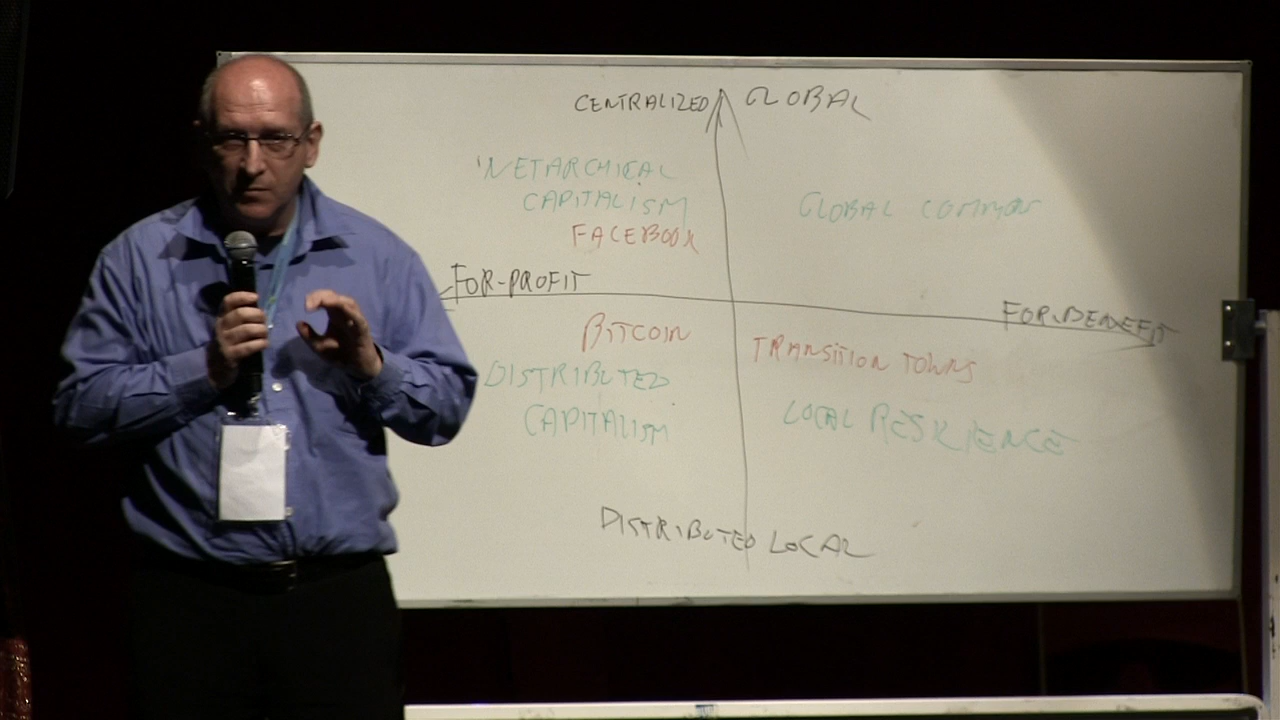 CENTRALIZED GLOBAL
NETARCHICAL
CAPITALISM
FACEBOOK
GLOBAL COMMONS
FOR-PROFIT
FOR-BENEFIT
BITCOIN
DISTRIBUTED
CAPITALISM
TRANSITION TOWNS
LOCAL RESILIENCE
DISTRIBUTED LOCAL